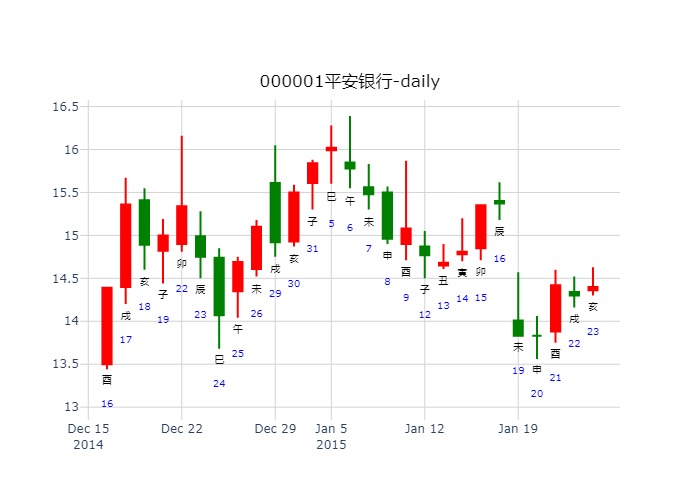 000001平安银行-daily
16.5
16
15.5
15
14.5
14
13.5
13
酉
16
戌
17
亥
18
子
19
卯
22
辰
23
巳
24
午
25
未
26
戌
29
亥
30
子
31
巳
5
午
6
未
7
申
8
酉
9
子
12
丑
13
寅
14
卯
15
辰
16
未
19
申
20
酉
21
戌
22
亥
23
Dec 15
2014
Dec 22
Dec 29
Jan 5
2015
Jan 12
Jan 19